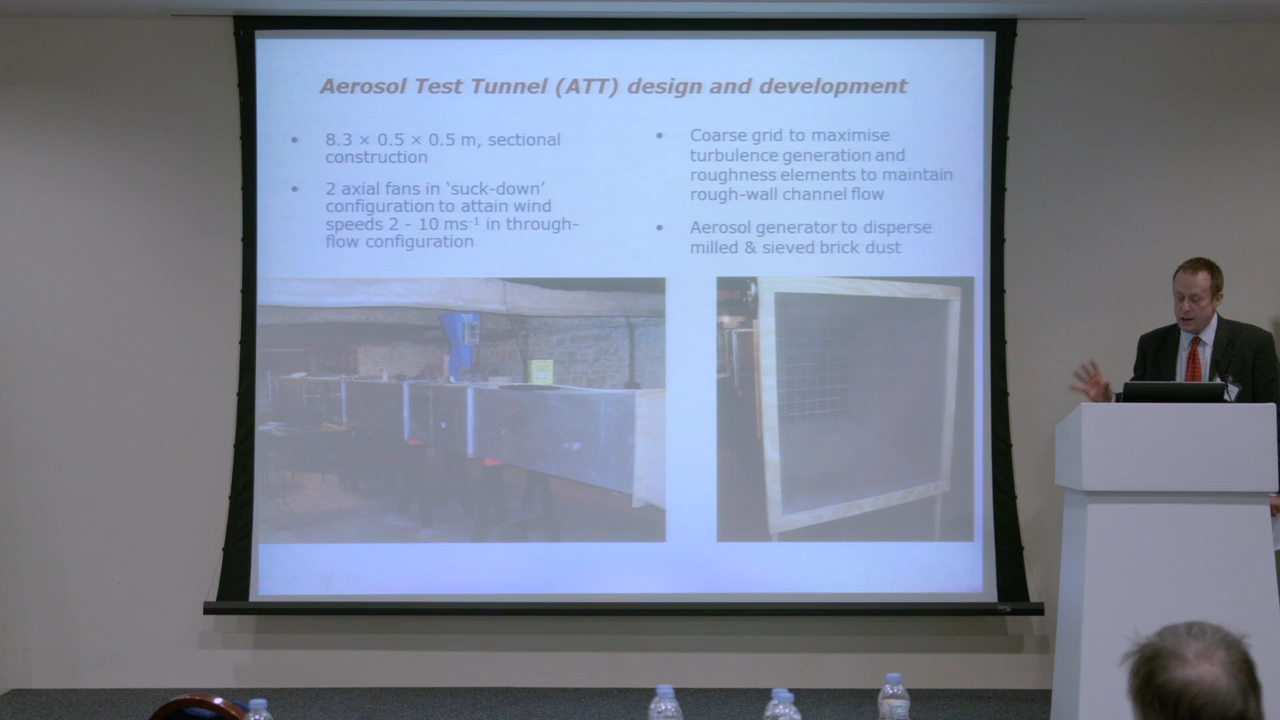 Aerosol Test Tunnel (ATT) design and development
• 8.3 × 0.5 × 0.5 m, sectional
construction
• 2 axial fans in ‘suck-down’
configuration to attain wind
speeds 2 - 10 ms⁻¹ in through-
flow configuration
• Coarse grid to maximise
turbulence generation and
roughness elements to maintain
rough-wall channel flow
• Aerosol generator to disperse
milled & sieved brick dust